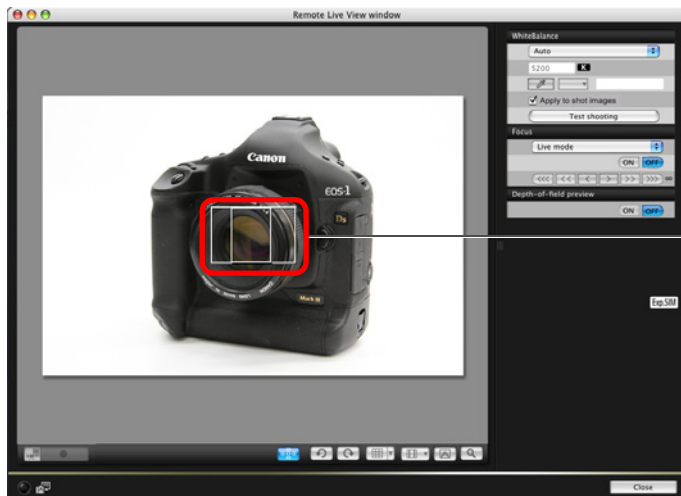 Remote Live View window
WhiteBalance
Auto
5200 K
Apply to shot images
Test shooting
Focus
Live mode
ON OFF
<<< << < > >> >>> ∞
Depth-of-field preview
ON OFF
Canon
EOS-1
Ds
Mark III
Exp.SIM
Close